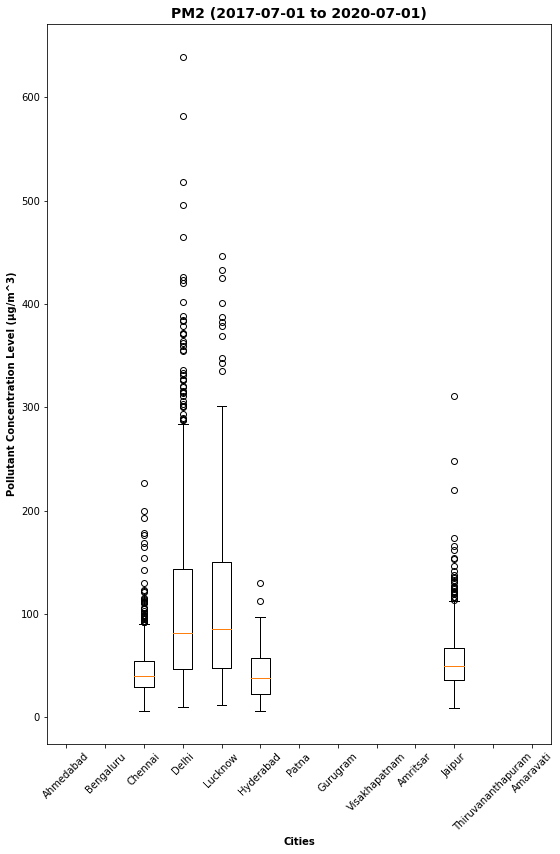 PM2 (2017-07-01 to 2020-07-01)
600
500
400
300
200
100
0
Pollutant Concentration Level (µg/m^3)
Ahmedabad
Bengaluru
Chennai
Delhi
Lucknow
Hyderabad
Patna
Gurugram
Visakhapatnam
Amritsar
Jaipur
Thiruvananthapuram
Amaravati
Cities